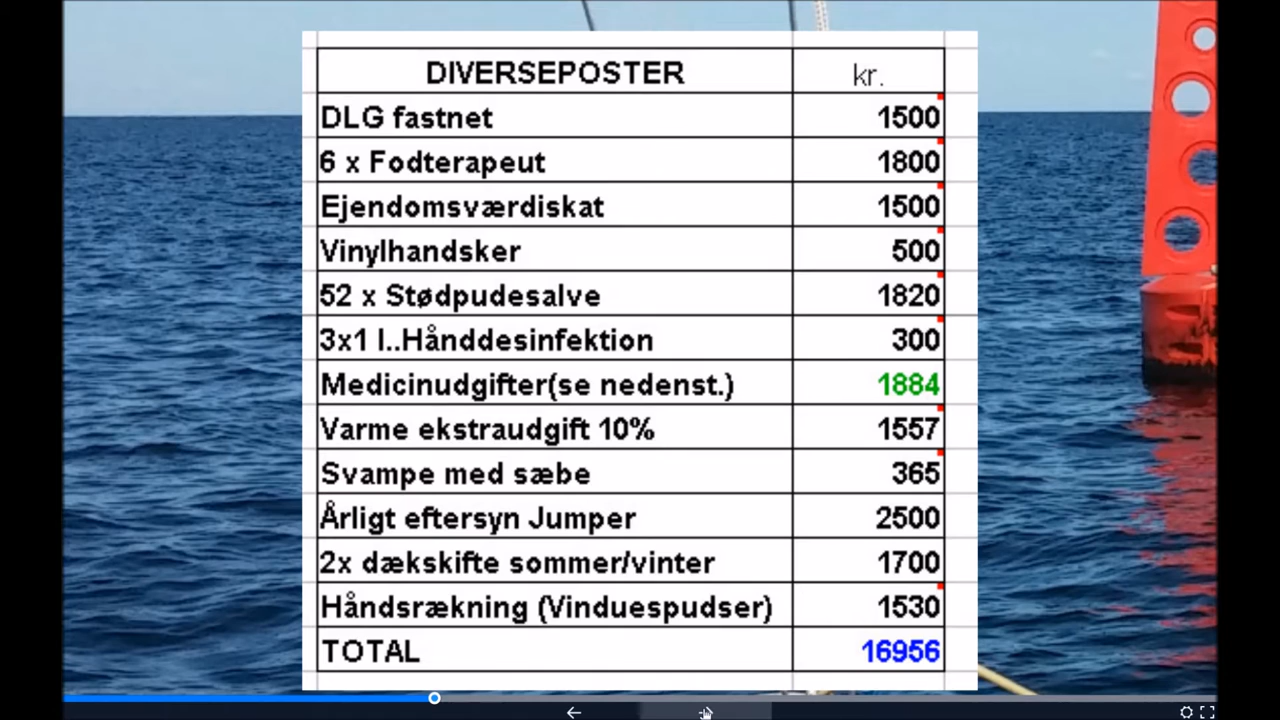 DIVERSEPOSTER kr.
DLG fastnet 1500
6 x Fodterapeut 1800
Ejendomsværdiskat 1500
Vinylhandsker 500
52 x Stødpudesalve 1820
3x1 l..Hånddesinfektion 300
Medicinudgifter(se nedenst.) 1884
Varme ekstraudgift 10% 1557
Svampe med sæbe 365
Årligt eftersyn Jumper 2500
2x dækskifte sommer/vinter 1700
Håndsrækning (Vinduespudser) 1530
TOTAL 16956